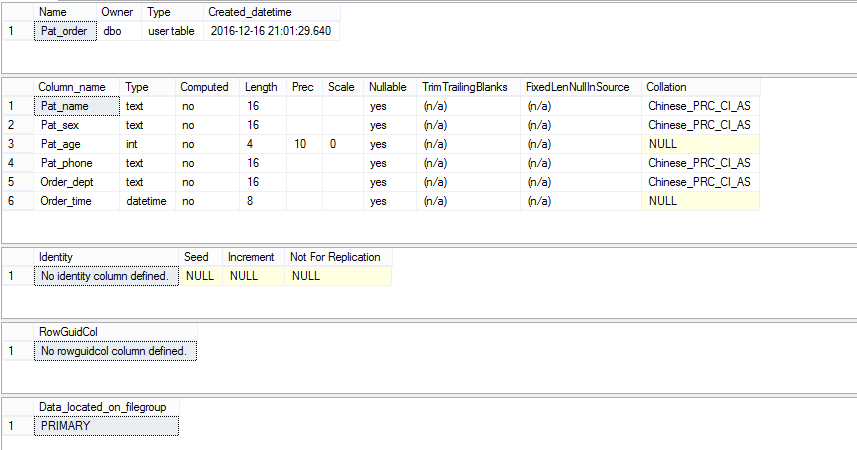 Name Owner Type Created_datetime
1 Pat_order dbo user table 2016-12-16 21:01:29.640
Column_name Type Computed Length Prec Scale Nullable TrimTrailingBlanks FixedLenNullInSource Collation
1 Pat_name text no 16 yes (n/a) (n/a) Chinese_PRC_CI_AS
2 Pat_sex text no 16 yes (n/a) (n/a) Chinese_PRC_CI_AS
3 Pat_age int no 4 10 0 yes (n/a) (n/a) NULL
4 Pat_phone text no 16 yes (n/a) (n/a) Chinese_PRC_CI_AS
5 Order_dept text no 16 yes (n/a) (n/a) Chinese_PRC_CI_AS
6 Order_time datetime no 8 yes (n/a) (n/a) NULL
Identity Seed Increment Not For Replication
1 No identity column defined. NULL NULL NULL
RowGuidCol
1 No rowguidcol column defined.
Data_located_on_filegroup
1 PRIMARY